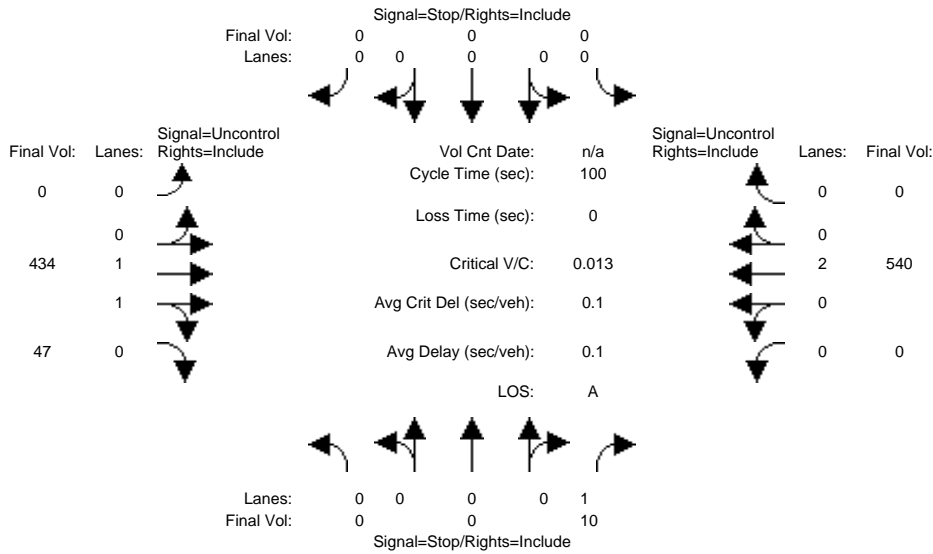 Signal=Stop/Rights=Include
Final Vol: 0 0 0
Lanes: 0 0 0 0 0
Signal=Uncontrol Signal=Uncontrol
Final Vol: Lanes: Rights=Include Vol Cnt Date: n/a Rights=Include Lanes: Final Vol:
Cycle Time (sec): 100
0 0 0 0
Loss Time (sec): 0
0 0
434 1 Critical V/C: 0.013 2 540
1 Avg Crit Del (sec/veh): 0.1 0
47 0 Avg Delay (sec/veh): 0.1 0 0
LOS: A
Lanes: 0 0 0 0 1
Final Vol: 0 0 10
Signal=Stop/Rights=Include